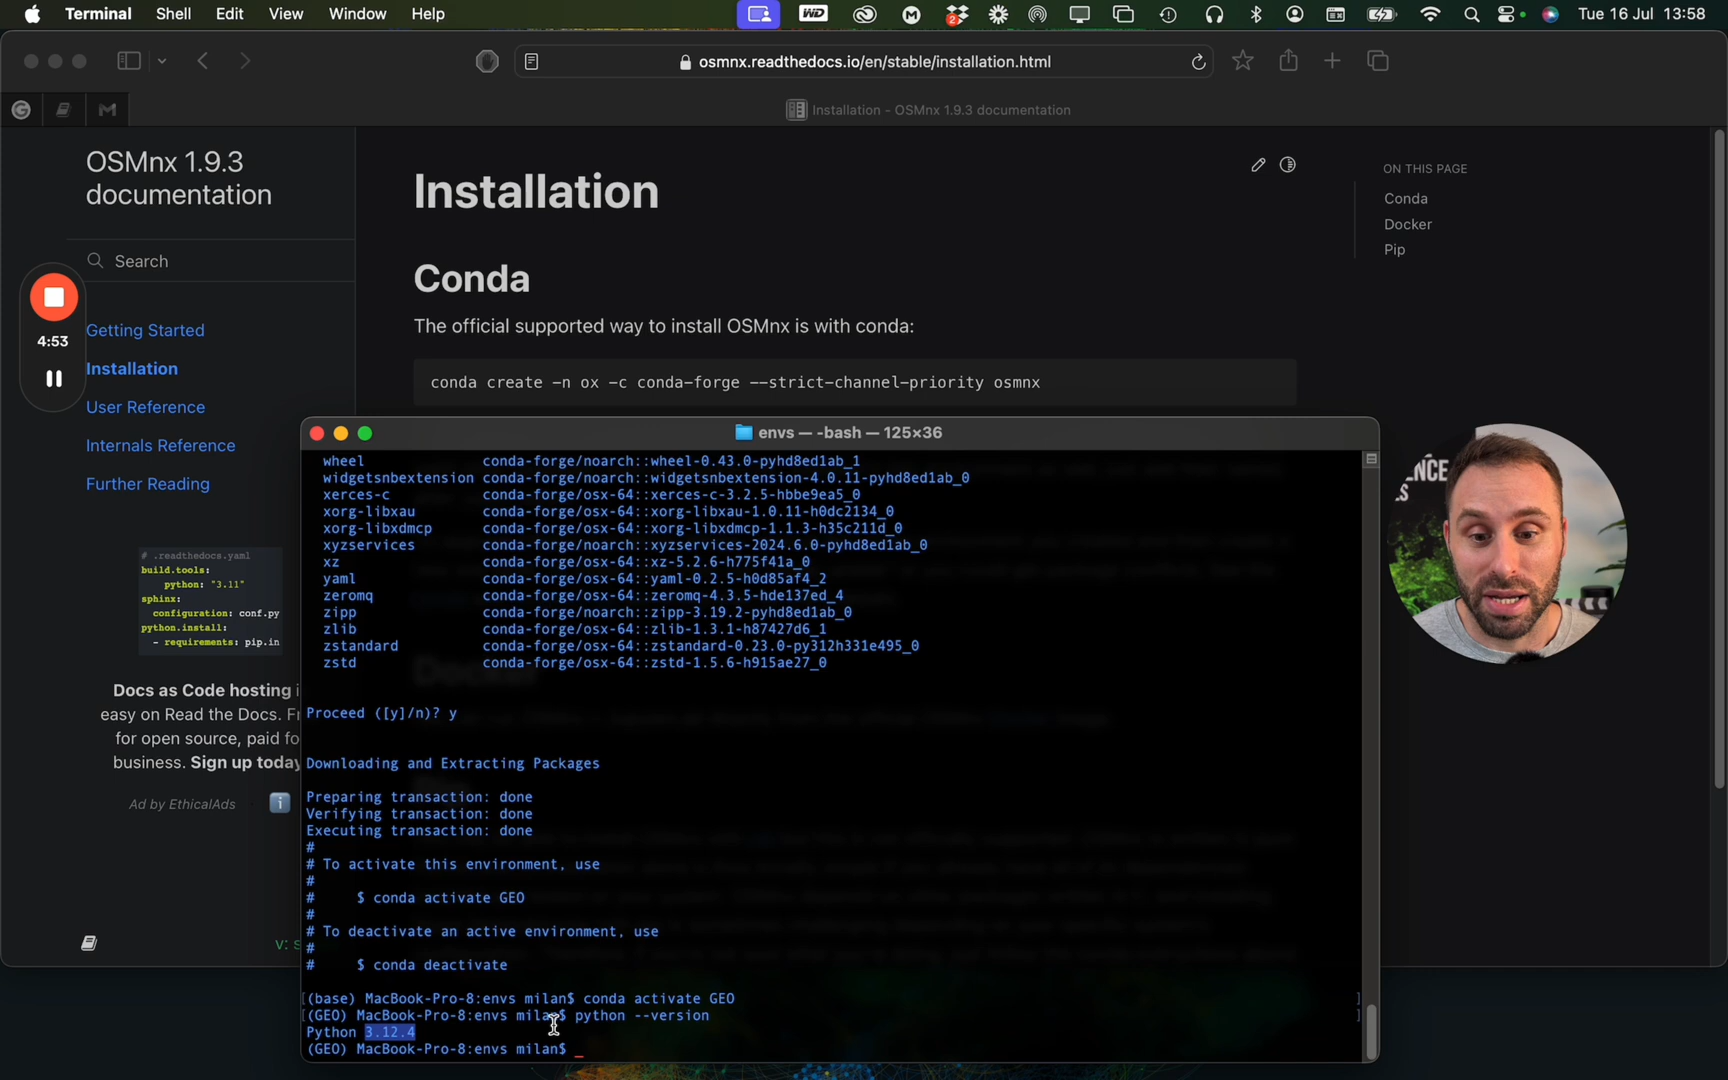 Terminal Shell Edit View Window Help
WD
2
Tue 16 Jul 13:58
osmnx.readthedocs.io/en/stable/installation.html
G
M
Installation – OSMnx 1.9.3 documentation
OSMnx 1.9.3
documentation
Search
4:53
Getting Started
Installation
User Reference
Internals Reference
Further Reading
# .readthedocs.yaml
build.tools:
python: "3.11"
sphinx:
configuration: conf.py
python.install:
- requirements: pip.in
Docs as Code hosting i
easy on Read the Docs. Fr
for open source, paid fo
business. Sign up today
Ad by EthicalAds
i
v: s
Installation
Conda
The official supported way to install OSMnx is with conda:
conda create -n ox -c conda-forge --strict-channel-priority osmnx
ON THIS PAGE
Conda
Docker
Pip
envs — -bash — 125×36
wheel conda-forge/noarch::wheel-0.43.0-pyhd8ed1ab_1
widgetsnbextension conda-forge/noarch::widgetsnbextension-4.0.11-pyhd8ed1ab_0
xerces-c conda-forge/osx-64::xerces-c-3.2.5-hbbe9ea5_0
xorg-libxau conda-forge/osx-64::xorg-libxau-1.0.11-h0dc2134_0
xorg-libxdmcp conda-forge/osx-64::xorg-libxdmcp-1.1.3-h35c211d_0
xyzservices conda-forge/noarch::xyzservices-2024.6.0-pyhd8ed1ab_0
xz conda-forge/osx-64::xz-5.2.6-h775f41a_0
yaml conda-forge/osx-64::yaml-0.2.5-h0d85af4_2
zeromq conda-forge/osx-64::zeromq-4.3.5-hde137ed_4
zipp conda-forge/noarch::zipp-3.19.2-pyhd8ed1ab_0
zlib conda-forge/osx-64::zlib-1.3.1-h87427d6_1
zstandard conda-forge/osx-64::zstandard-0.23.0-py312h331e495_0
zstd conda-forge/osx-64::zstd-1.5.6-h915ae27_0
Proceed ([y]/n)? y
Downloading and Extracting Packages
Preparing transaction: done
Verifying transaction: done
Executing transaction: done
#
# To activate this environment, use
#
# $ conda activate GEO
#
# To deactivate an active environment, use
#
# $ conda deactivate
[(base) MacBook-Pro-8:envs milan$ conda activate GEO ]
[(GEO) MacBook-Pro-8:envs milan$ python --version ]
Python 3.12.4
(GEO) MacBook-Pro-8:envs milan$ _